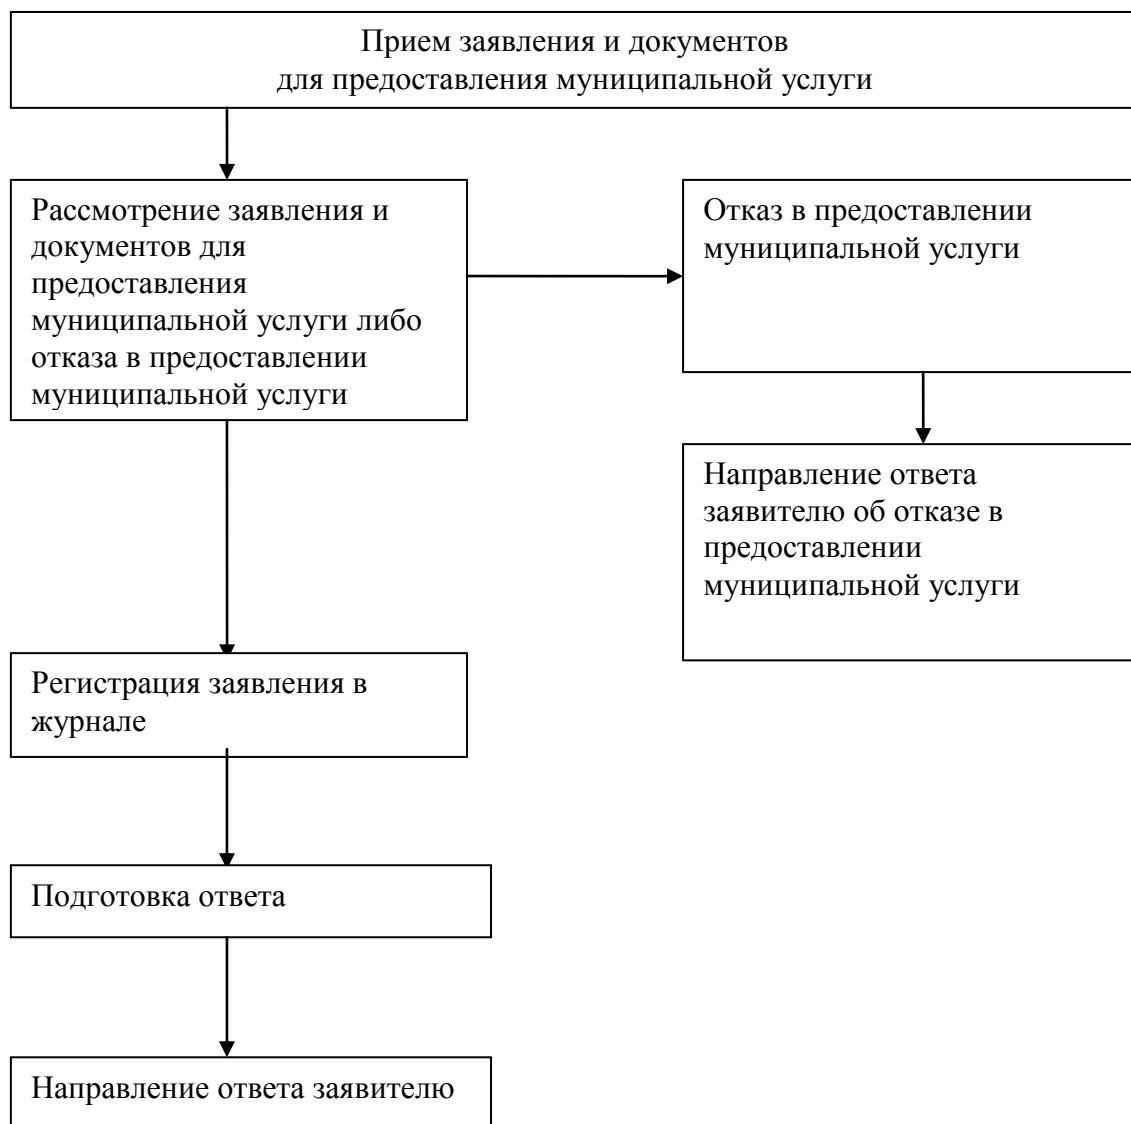 Прием заявления и документов
для предоставления муниципальной услуги
Рассмотрение заявления и
документов для
предоставления
муниципальной услуги либо
отказа в предоставлении
муниципальной услуги
Отказ в предоставлении
муниципальной услуги
Направление ответа
заявителю об отказе в
предоставлении
муниципальной услуги
Регистрация заявления в
журнале
Подготовка ответа
Направление ответа заявителю